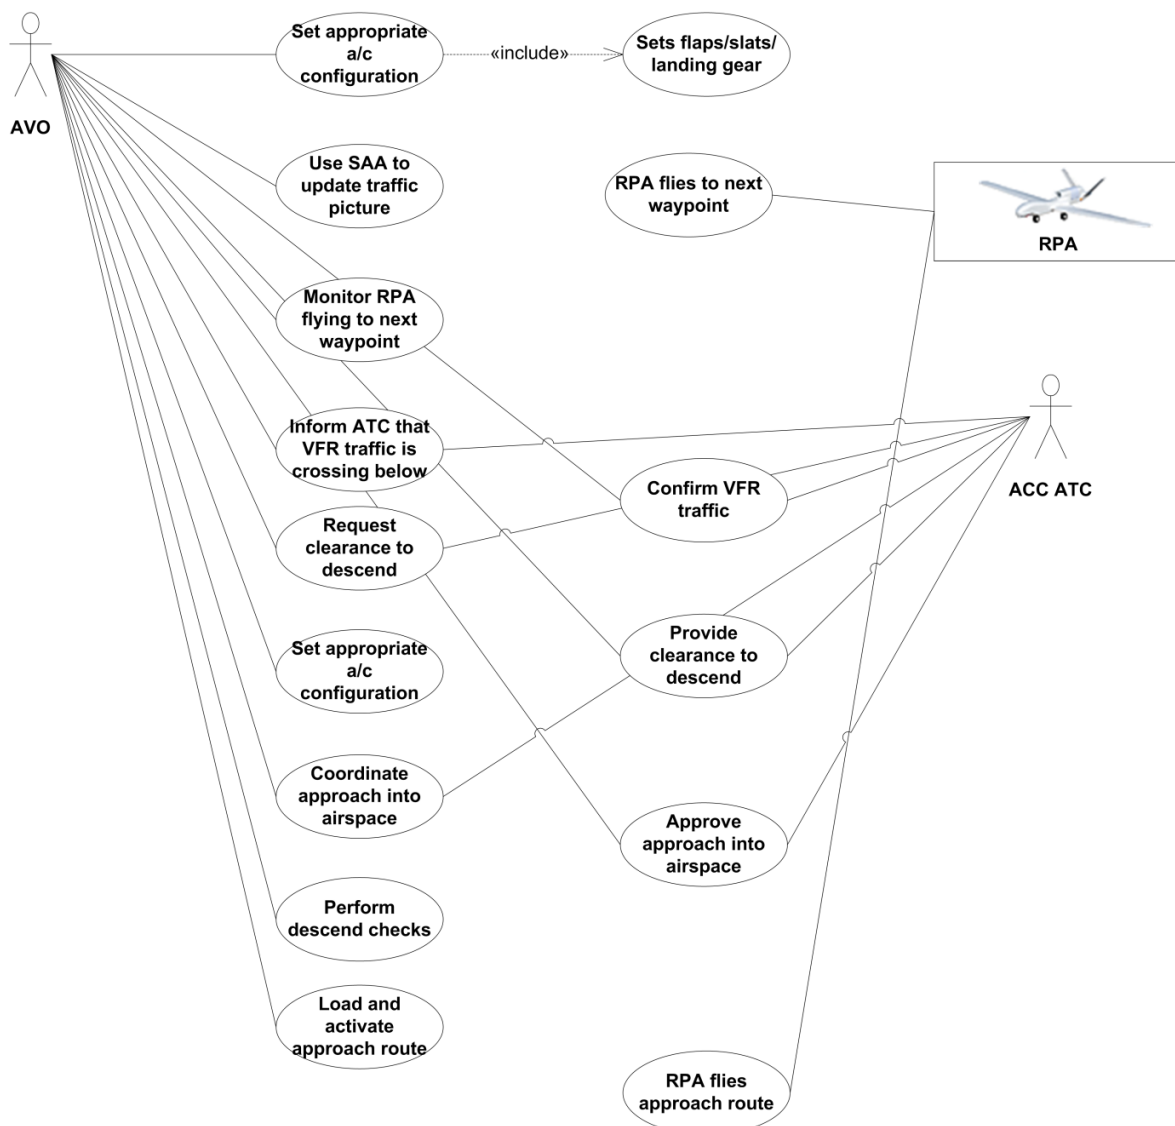 Set appropriate
a/c
configuration
«include»
Sets flaps/slats/
landing gear
AVO
Use SAA to
update traffic
picture
RPA flies to next
waypoint
RPA
Monitor RPA
flying to next
waypoint
Inform ATC that
VFR traffic is
crossing below
Confirm VFR
traffic
ACC ATC
Request
clearance to
descend
Set appropriate
a/c
configuration
Provide
clearance to
descend
Coordinate
approach into
airspace
Approve
approach into
airspace
Perform
descend checks
Load and
activate
approach route
RPA flies
approach route